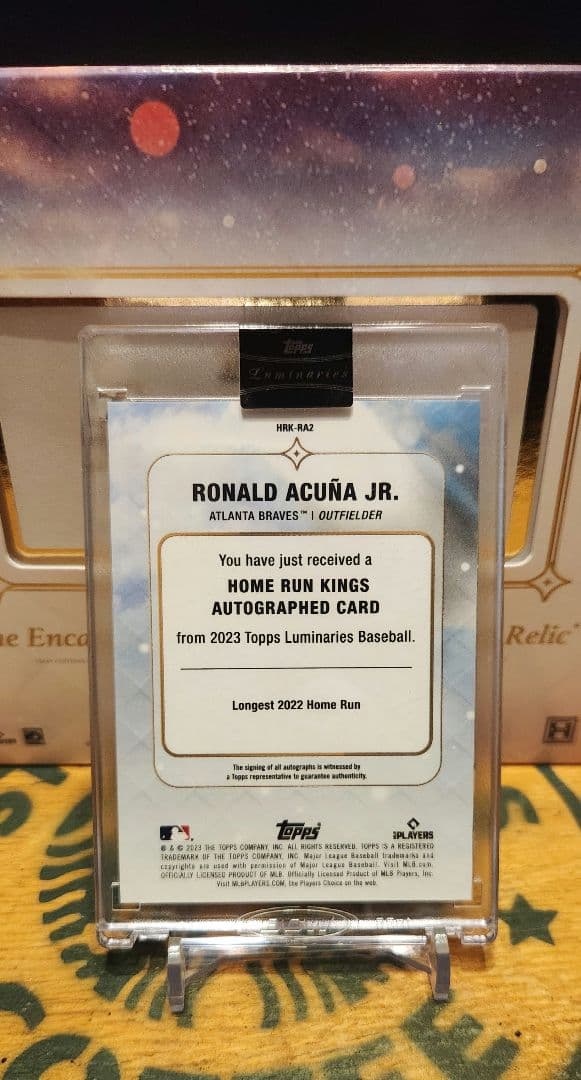 Topps
Luminaries
HRK-RA2
RONALD ACUÑA JR.
ATLANTA BRAVES™ | OUTFIELDER
You have just received a
HOME RUN KINGS
AUTOGRAPHED CARD
from 2023 Topps Luminaries Baseball.
Longest 2022 Home Run
The signing of all autographs is witnessed by
a Topps representative to guarantee authenticity.
Topps
PLAYERS
® & © 2023 THE TOPPS COMPANY, INC. ALL RIGHTS RESERVED. TOPPS IS A REGISTERED
TRADEMARK OF THE TOPPS COMPANY, INC. Major League Baseball trademarks and
copyrights are used with permission of Major League Baseball. Visit MLB.com.
OFFICIALLY LICENSED PRODUCT OF MLB. Officially Licensed Product of MLB Players, Inc.
Visit MLBPLAYERS.COM, the Players Choice on the web.
e Enca
Relic